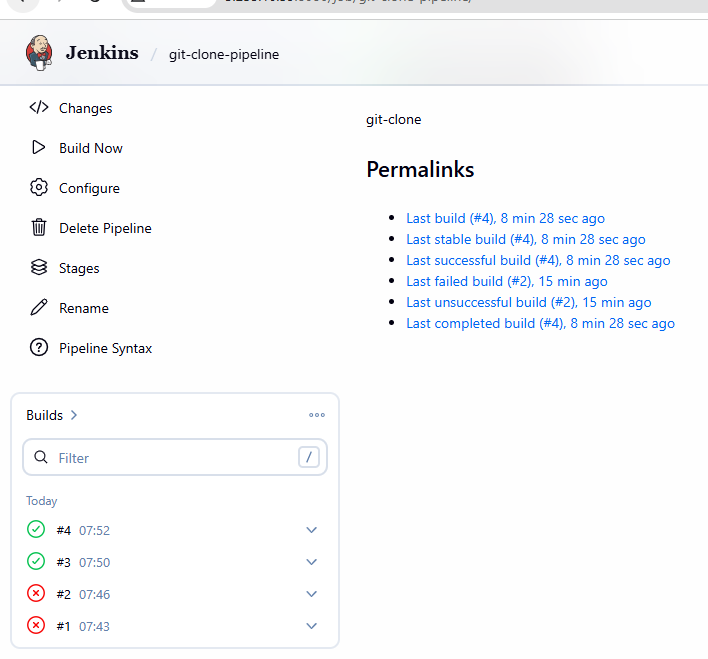 Jenkins / git-clone-pipeline
Changes
Build Now
Configure
Delete Pipeline
Stages
Rename
Pipeline Syntax
git-clone
Permalinks
Last build (#4), 8 min 28 sec ago
Last stable build (#4), 8 min 28 sec ago
Last successful build (#4), 8 min 28 sec ago
Last failed build (#2), 15 min ago
Last unsuccessful build (#2), 15 min ago
Last completed build (#4), 8 min 28 sec ago
Builds
Filter /
Today
#4 07:52
#3 07:50
#2 07:46
#1 07:43